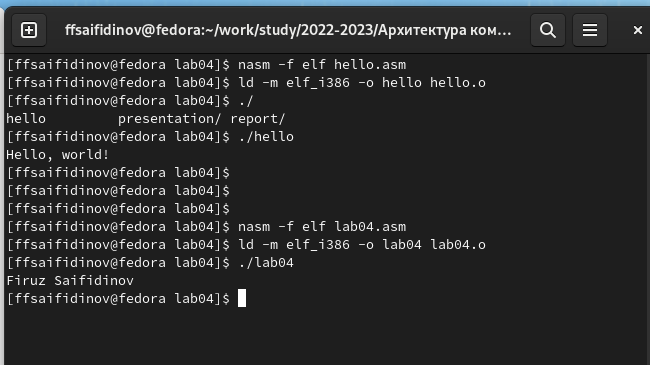 ffsaifidinov@fedora:~/work/study/2022-2023/Архитектура ком...
[ffsaifidinov@fedora lab04]$ nasm -f elf hello.asm
[ffsaifidinov@fedora lab04]$ ld -m elf_i386 -o hello hello.o
[ffsaifidinov@fedora lab04]$ ./
hello         presentation/ report/
[ffsaifidinov@fedora lab04]$ ./hello
Hello, world!
[ffsaifidinov@fedora lab04]$
[ffsaifidinov@fedora lab04]$
[ffsaifidinov@fedora lab04]$
[ffsaifidinov@fedora lab04]$ nasm -f elf lab04.asm
[ffsaifidinov@fedora lab04]$ ld -m elf_i386 -o lab04 lab04.o
[ffsaifidinov@fedora lab04]$ ./lab04
Firuz Saifidinov
[ffsaifidinov@fedora lab04]$